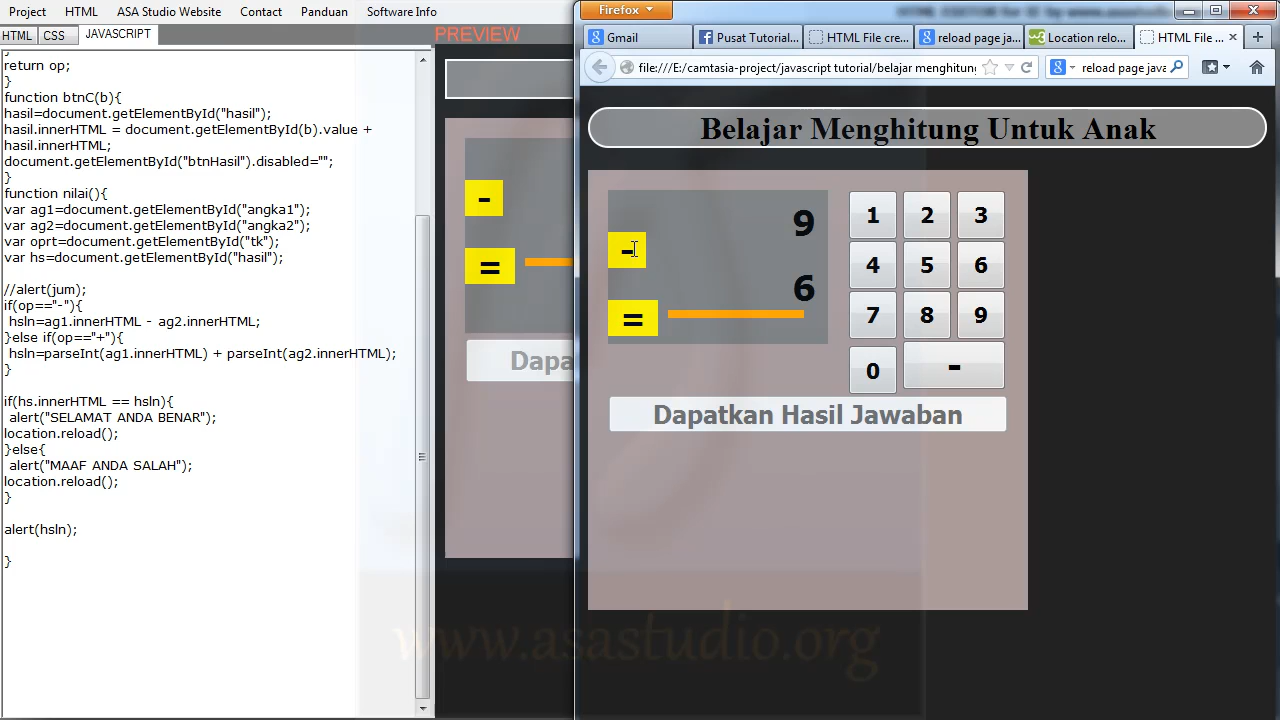 Project HTML ASA Studio Website Contact Panduan Software Info
HTML CSS JAVASCRIPT
PREVIEW
}
return op;
}
function btnC(b){
hasil=document.getElementById("hasil");
hasil.innerHTML = document.getElementById(b).value +
hasil.innerHTML;
document.getElementById("btnHasil").disabled="";
}
function nilai(){
var ag1=document.getElementById("angka1");
var ag2=document.getElementById("angka2");
var oprt=document.getElementById("tk");
var hs=document.getElementById("hasil");
//alert(jum);
if(op=="-"){
hsln=ag1.innerHTML - ag2.innerHTML;
}else if(op=="+"){
hsln=parseInt(ag1.innerHTML) + parseInt(ag2.innerHTML);
}
if(hs.innerHTML == hsln){
alert("SELAMAT ANDA BENAR");
location.reload();
}else{
alert("MAAF ANDA SALAH");
location.reload();
}
alert(hsln);
}
-
=
Dapa
Firefox
Gmail Pusat Tutorial... HTML File cre... reload page ja... Location relo... HTML File ...
file:///E:/camtasia-project/javascript tutorial/belajar menghitung reload page java
Belajar Menghitung Untuk Anak
9
-
6
=
1 2 3
4 5 6
7 8 9
0 -
Dapatkan Hasil Jawaban
www.asastudio.org